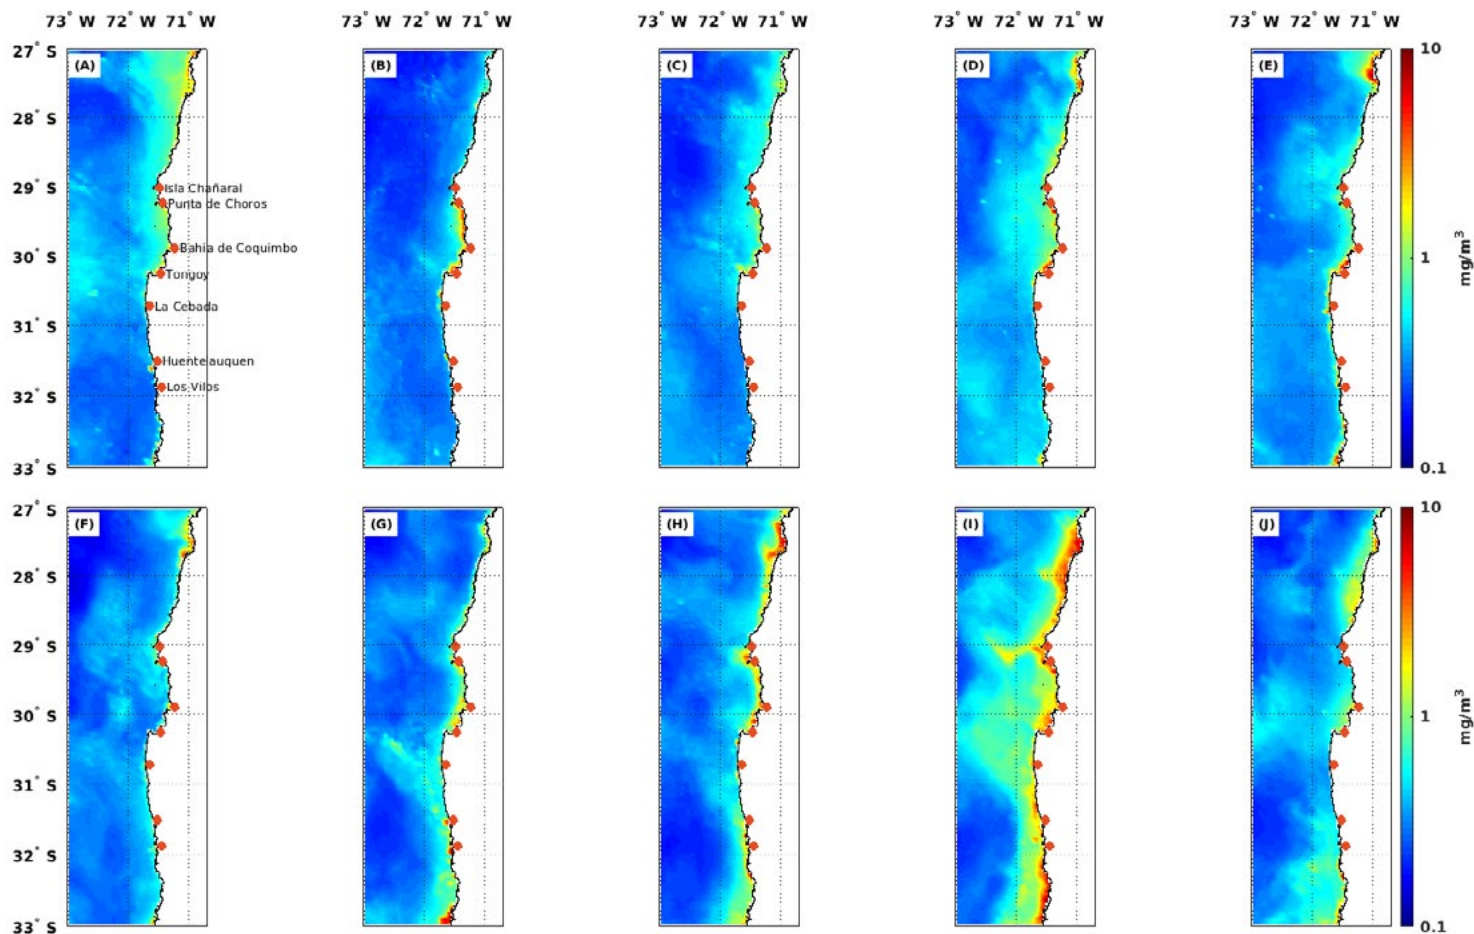 73° W 72° W 71° W 73° W 72° W 71° W 73° W 72° W 71° W 73° W 72° W 71° W 73° W 72° W 71° W
27° S (A) (B) (C) (D) (E) 10
28° S
29° S Isla Chañaral
Punta de Choros
Bahia de Coquimbo
30° S 1 mg/m³
Tongoy
La Cebada
31° S
Huentelauquen
Los Vilos
32° S
33° S 0.1
27° S (F) (G) (H) (I) (J) 10
28° S
29° S
30° S 1 mg/m³
31° S
32° S
33° S 0.1